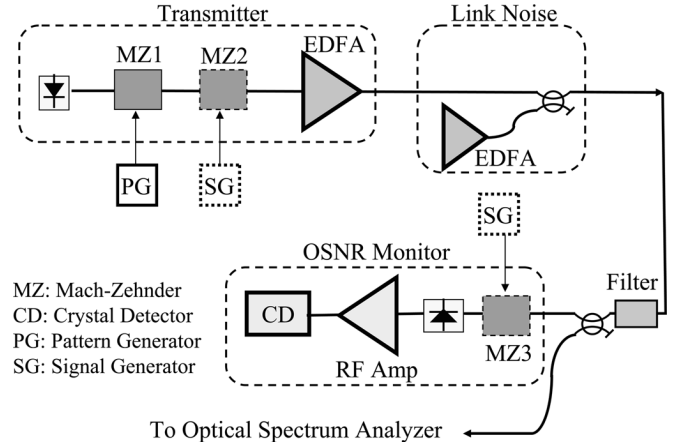 Transmitter
Link Noise
MZ1
MZ2
EDFA
EDFA
PG
SG
SG
OSNR Monitor
MZ: Mach-Zehnder
CD: Crystal Detector
PG: Pattern Generator
SG: Signal Generator
Filter
CD
MZ3
RF Amp
To Optical Spectrum Analyzer